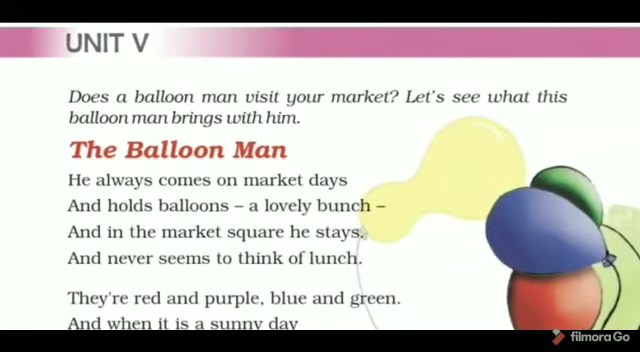 UNIT V
Does a balloon man visit your market? Let's see what this
balloon man brings with him.
The Balloon Man
He always comes on market days
And holds balloons – a lovely bunch –
And in the market square he stays.
And never seems to think of lunch.
They're red and purple, blue and green.
And when it is a sunny day
filmora Go